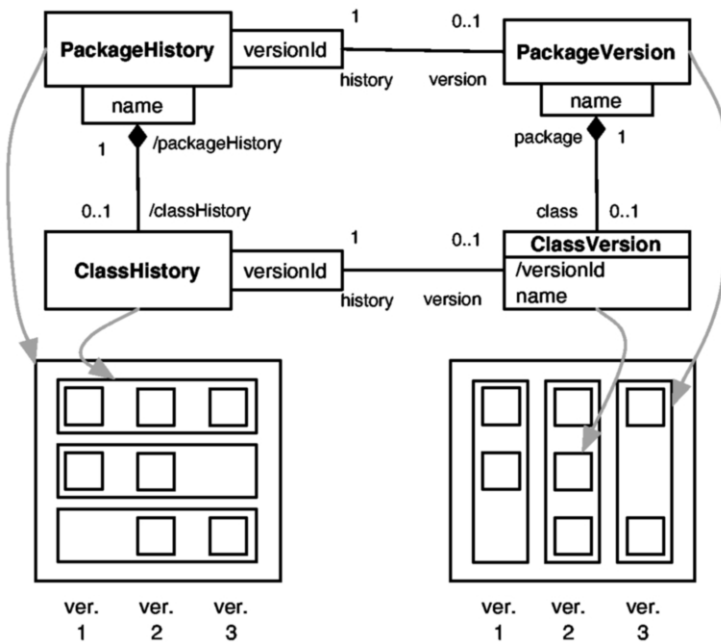 1 0..1
PackageHistory versionId PackageVersion
history version
name name
1 /packageHistory package 1
0..1 /classHistory class 0..1
1 0..1
ClassHistory versionId ClassVersion
/versionId
history version name
ver. ver. ver. ver. ver. ver.
1 2 3 1 2 3